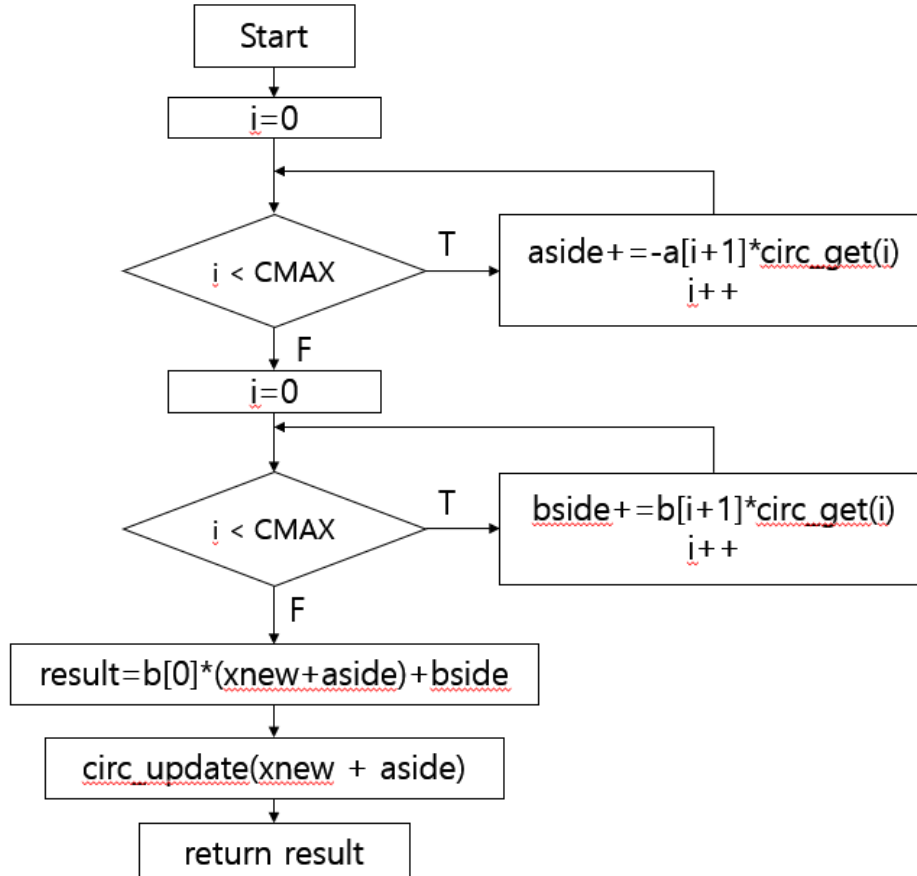 Start
i=0
i < CMAX
T
aside+=-a[i+1]*circ_get(i)
i++
F
i=0
i < CMAX
T
bside+=b[i+1]*circ_get(i)
i++
F
result=b[0]*(xnew+aside)+bside
circ_update(xnew + aside)
return result